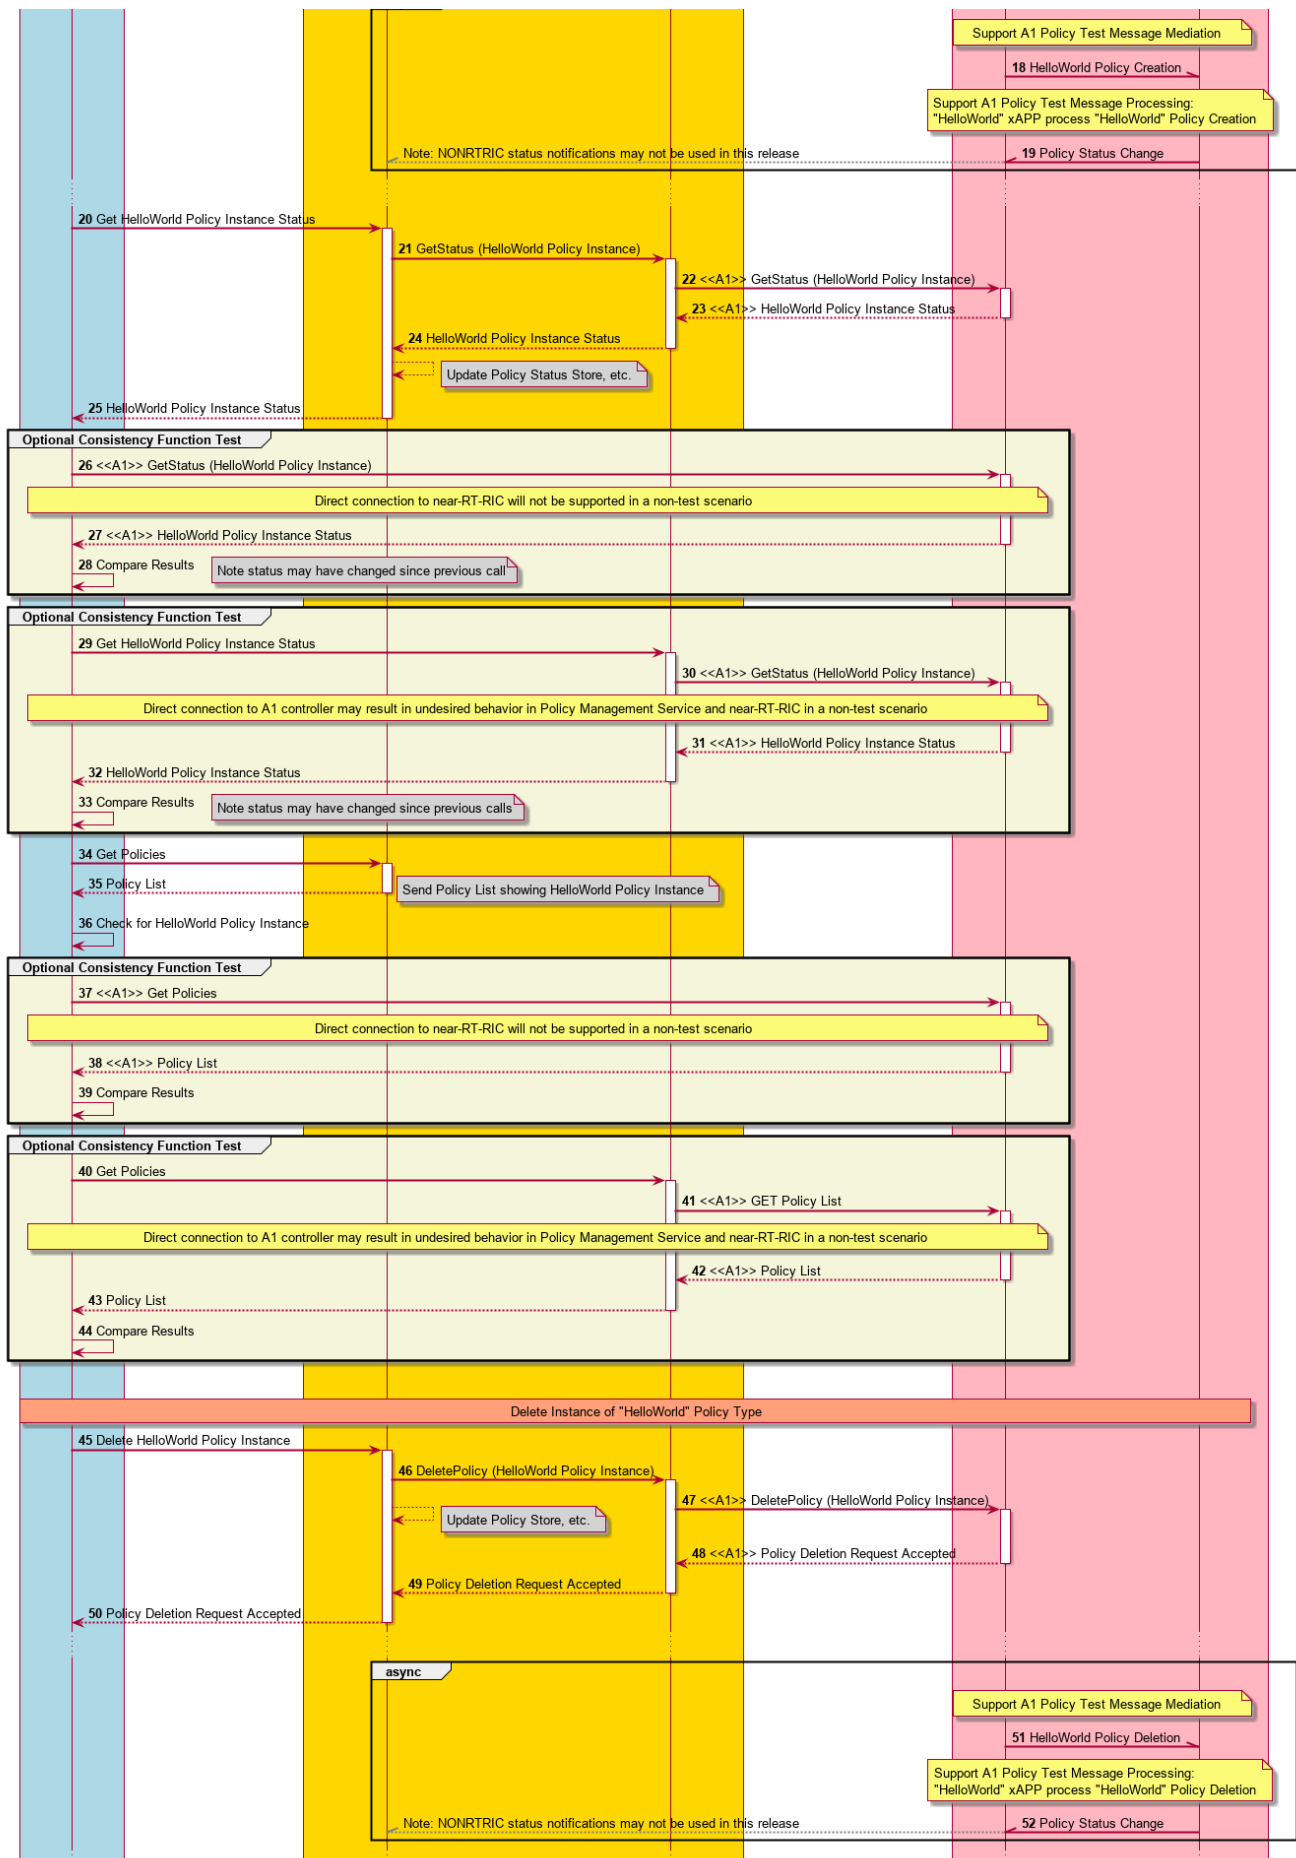 Support A1 Policy Test Message Mediation
18 HelloWorld Policy Creation
Support A1 Policy Test Message Processing:
"HelloWorld" xAPP process "HelloWorld" Policy Creation
Note: NONRTRIC status notifications may not be used in this release
19 Policy Status Change
20 Get HelloWorld Policy Instance Status
21 GetStatus (HelloWorld Policy Instance)
22 <<A1>> GetStatus (HelloWorld Policy Instance)
23 <<A1>> HelloWorld Policy Instance Status
24 HelloWorld Policy Instance Status
Update Policy Status Store, etc.
25 HelloWorld Policy Instance Status
Optional Consistency Function Test
26 <<A1>> GetStatus (HelloWorld Policy Instance)
Direct connection to near-RT-RIC will not be supported in a non-test scenario
27 <<A1>> HelloWorld Policy Instance Status
28 Compare Results
Note status may have changed since previous call
Optional Consistency Function Test
29 Get HelloWorld Policy Instance Status
30 <<A1>> GetStatus (HelloWorld Policy Instance)
Direct connection to A1 controller may result in undesired behavior in Policy Management Service and near-RT-RIC in a non-test scenario
31 <<A1>> HelloWorld Policy Instance Status
32 HelloWorld Policy Instance Status
33 Compare Results
Note status may have changed since previous calls
34 Get Policies
35 Policy List
Send Policy List showing HelloWorld Policy Instance
36 Check for HelloWorld Policy Instance
Optional Consistency Function Test
37 <<A1>> Get Policies
Direct connection to near-RT-RIC will not be supported in a non-test scenario
38 <<A1>> Policy List
39 Compare Results
Optional Consistency Function Test
40 Get Policies
41 <<A1>> GET Policy List
Direct connection to A1 controller may result in undesired behavior in Policy Management Service and near-RT-RIC in a non-test scenario
42 <<A1>> Policy List
43 Policy List
44 Compare Results
Delete Instance of "HelloWorld" Policy Type
45 Delete HelloWorld Policy Instance
46 DeletePolicy (HelloWorld Policy Instance)
47 <<A1>> DeletePolicy (HelloWorld Policy Instance)
Update Policy Store, etc.
48 <<A1>> Policy Deletion Request Accepted
49 Policy Deletion Request Accepted
50 Policy Deletion Request Accepted
async
Support A1 Policy Test Message Mediation
51 HelloWorld Policy Deletion
Support A1 Policy Test Message Processing:
"HelloWorld" xAPP process "HelloWorld" Policy Deletion
Note: NONRTRIC status notifications may not be used in this release
52 Policy Status Change